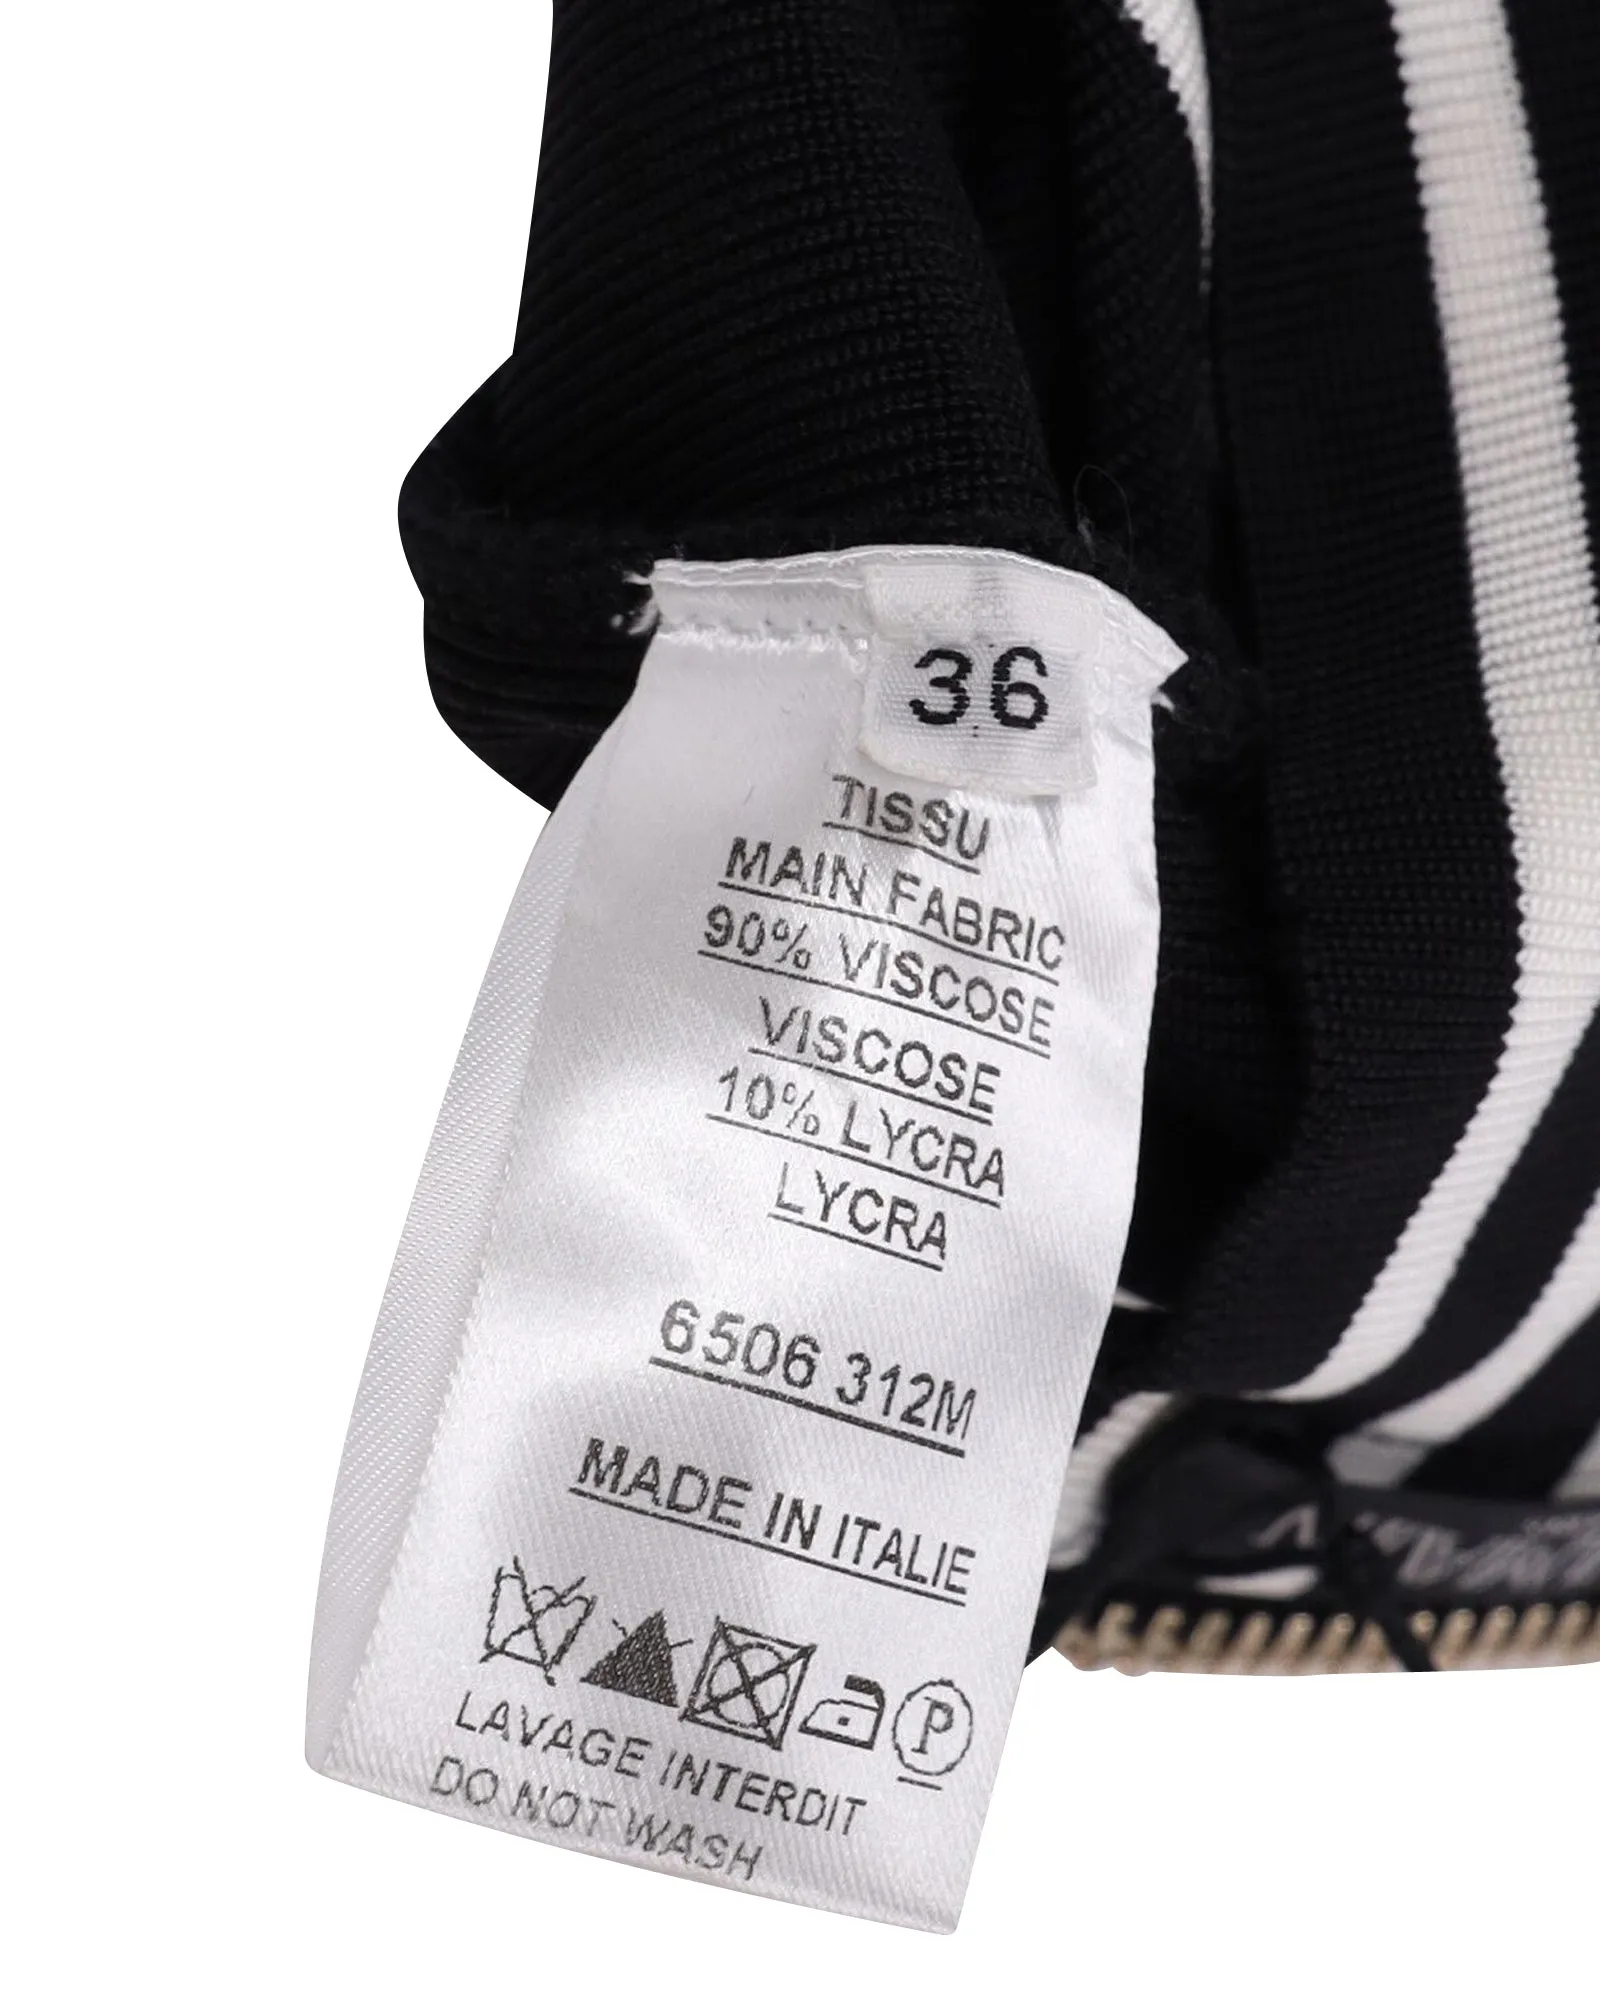 36
TISSU
MAIN FABRIC
90% VISCOSE
VISCOSE
10% LYCRA
LYCRA
6506 312M
MADE IN ITALIE
P
LAVAGE INTERDIT
DO NOT WASH